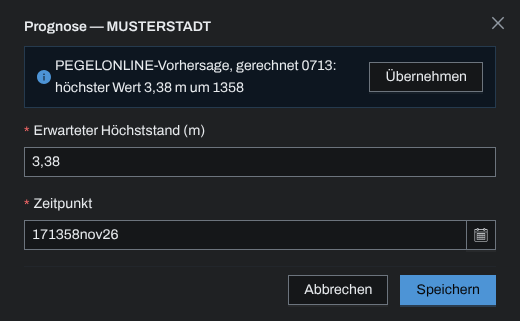 Prognose — MUSTERSTADT
PEGELONLINE-Vorhersage, gerechnet 0713:
höchster Wert 3,38 m um 1358
Übernehmen
* Erwarteter Höchststand (m)
3,38
* Zeitpunkt
171358nov26
Abbrechen
Speichern